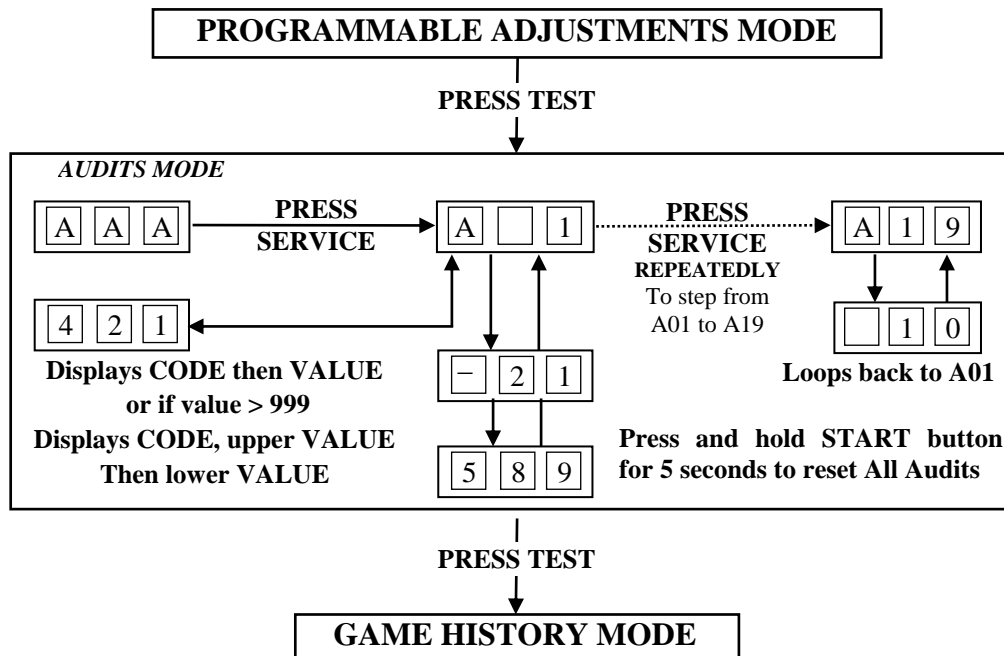 PROGRAMMABLE ADJUSTMENTS MODE
PRESS TEST
AUDITS MODE
A A A
PRESS
SERVICE
A 1
PRESS
SERVICE
REPEATEDLY
To step from
A01 to A19
A 1 9
4 2 1
1 0
Displays CODE then VALUE
or if value > 999
Displays CODE, upper VALUE
Then lower VALUE
– 2 1
5 8 9
Loops back to A01
Press and hold START button
for 5 seconds to reset All Audits
PRESS TEST
GAME HISTORY MODE